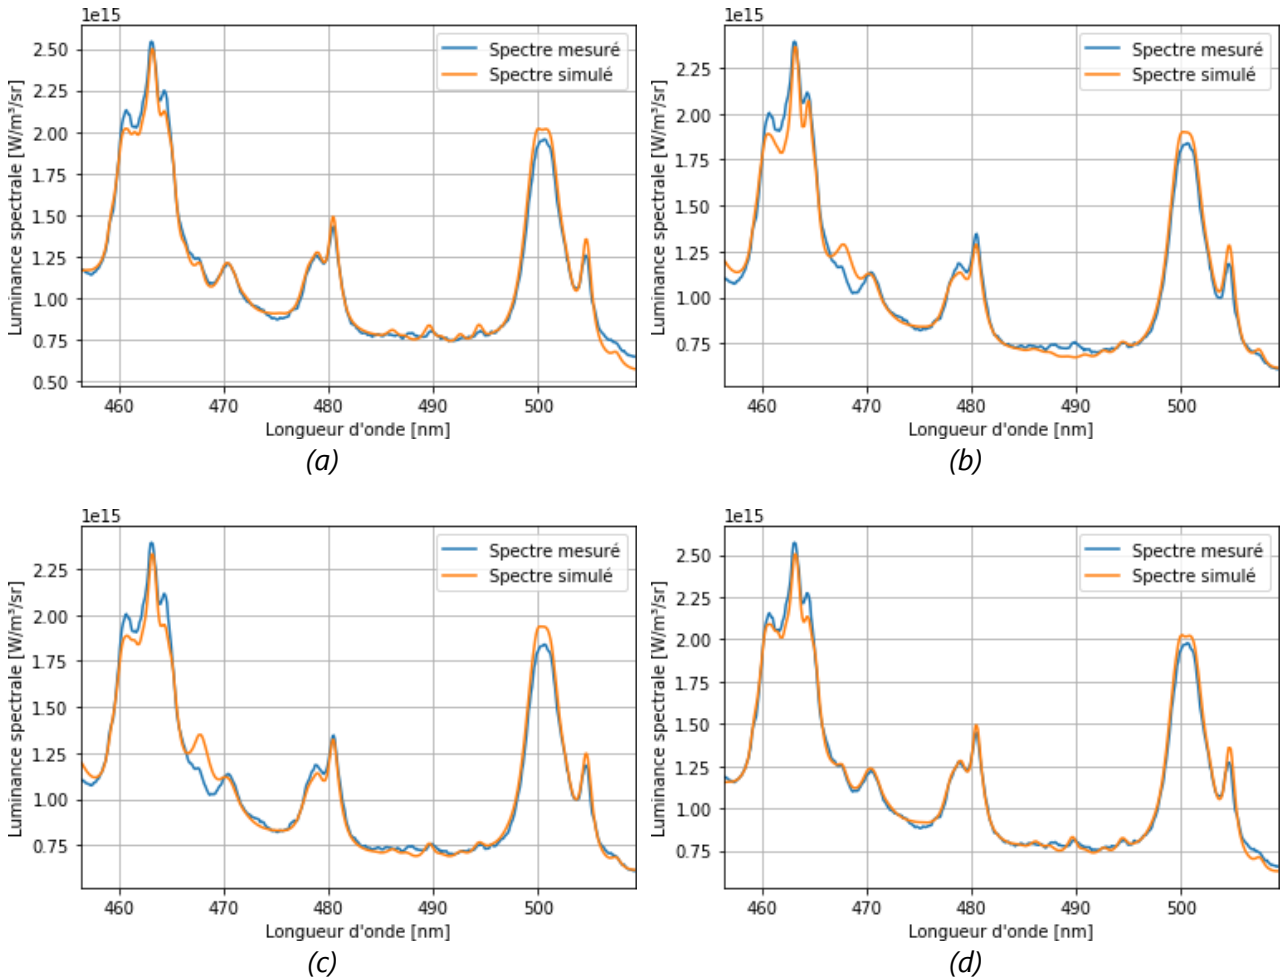 1e15
Luminance spectrale [W/m³/sr]
2.50
2.25
2.00
1.75
1.50
1.25
1.00
0.75
0.50
Spectre mesuré
Spectre simulé
460 470 480 490 500
Longueur d'onde [nm]
(a)
1e15
Luminance spectrale [W/m³/sr]
2.25
2.00
1.75
1.50
1.25
1.00
0.75
Spectre mesuré
Spectre simulé
460 470 480 490 500
Longueur d'onde [nm]
(b)
1e15
Luminance spectrale [W/m³/sr]
2.25
2.00
1.75
1.50
1.25
1.00
0.75
Spectre mesuré
Spectre simulé
460 470 480 490 500
Longueur d'onde [nm]
(c)
1e15
Luminance spectrale [W/m³/sr]
2.50
2.25
2.00
1.75
1.50
1.25
1.00
0.75
Spectre mesuré
Spectre simulé
460 470 480 490 500
Longueur d'onde [nm]
(d)